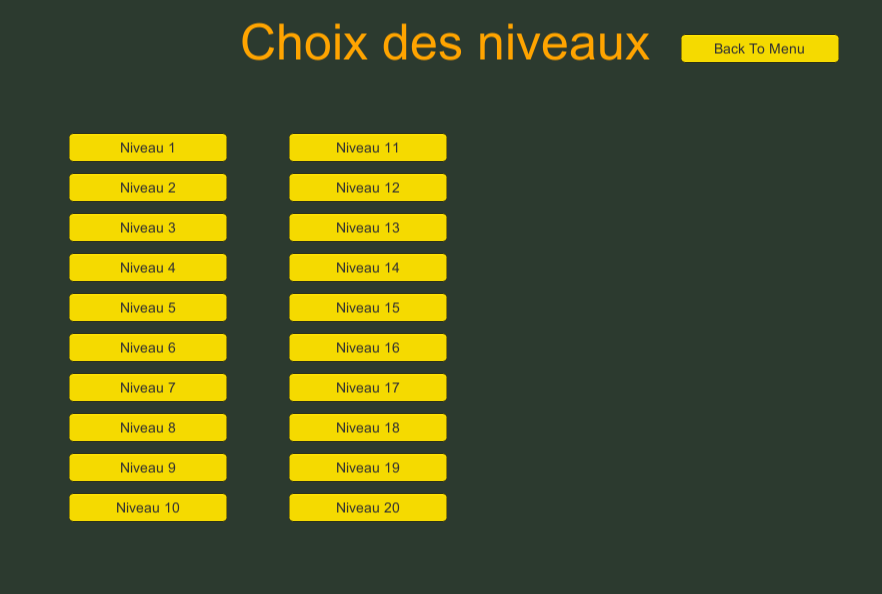 Choix des niveaux
Back To Menu
Niveau 1
Niveau 2
Niveau 3
Niveau 4
Niveau 5
Niveau 6
Niveau 7
Niveau 8
Niveau 9
Niveau 10
Niveau 11
Niveau 12
Niveau 13
Niveau 14
Niveau 15
Niveau 16
Niveau 17
Niveau 18
Niveau 19
Niveau 20